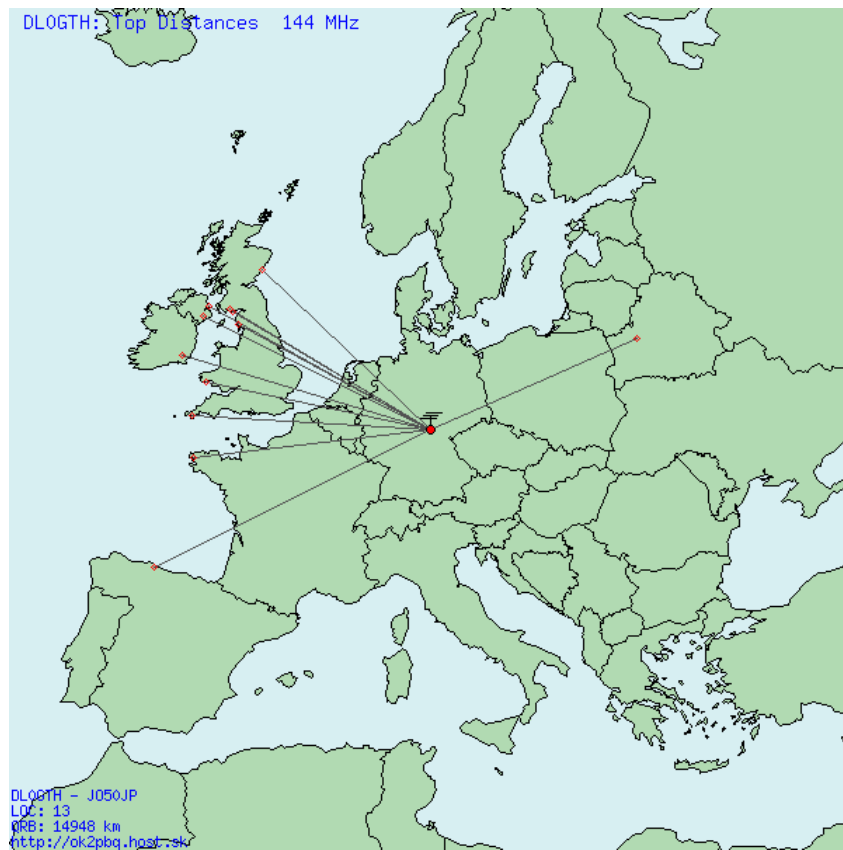 DL0GTH: Top Distances 144 MHz
DL0GTH - JO50JP
LOC: 13
QRB: 14948 km
http://ok2pbq.host.sk